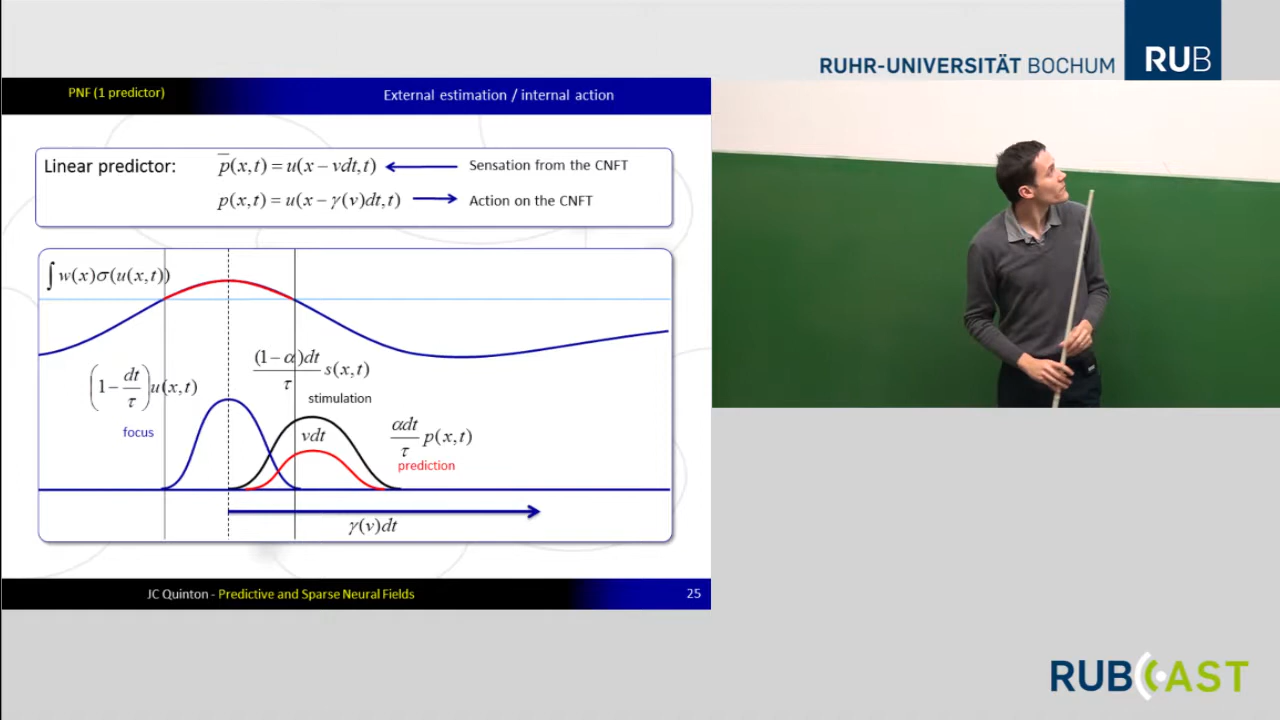 RUHR-UNIVERSITÄT BOCHUM RUB
PNF (1 predictor) External estimation / internal action
Linear predictor: p̅(x,t) = u(x − vdt,t) Sensation from the CNFT
p(x,t) = u(x − γ(v)dt,t) Action on the CNFT
∫ w(x)σ(u(x,t))
(1 − dt/τ) u(x,t)
focus
(1−α)dt/τ s(x,t)
stimulation
vdt
αdt/τ p(x,t)
prediction
γ(v)dt
JC Quinton - Predictive and Sparse Neural Fields 25
RUBCAST